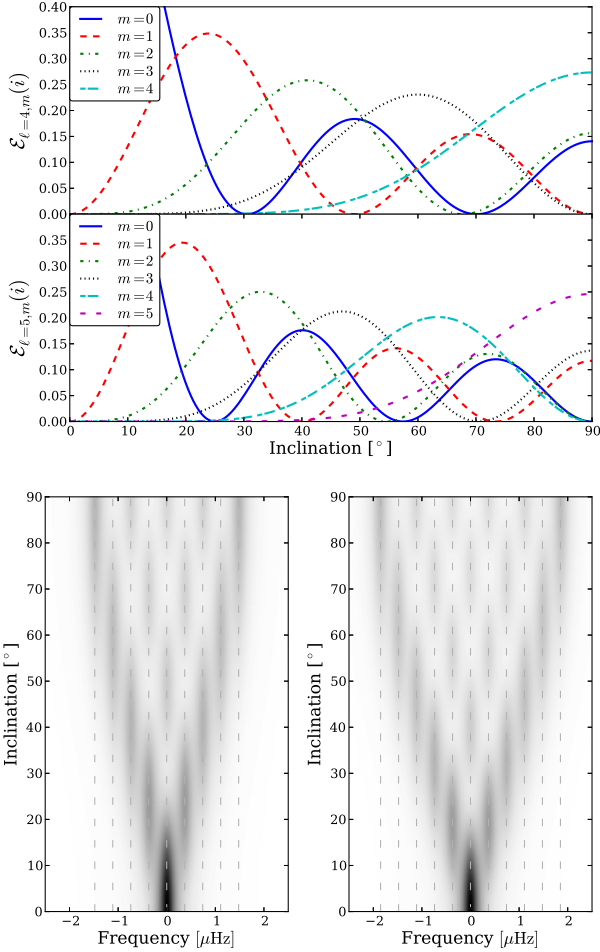 0.40
0.35
0.30
0.25
0.20
0.15
0.10
0.05
0.00
ℰℓ=4,m(i)
m=0
m=1
m=2
m=3
m=4
0.35
0.30
0.25
0.20
0.15
0.10
0.05
0.00
ℰℓ=5,m(i)
m=0
m=1
m=2
m=3
m=4
m=5
0 10 20 30 40 50 60 70 80 90
Inclination [°]
90
80
70
60
50
40
30
20
10
0
Inclination [°]
−2 −1 0 1 2
Frequency [μHz]
90
80
70
60
50
40
30
20
10
0
Inclination [°]
−2 −1 0 1 2
Frequency [μHz]